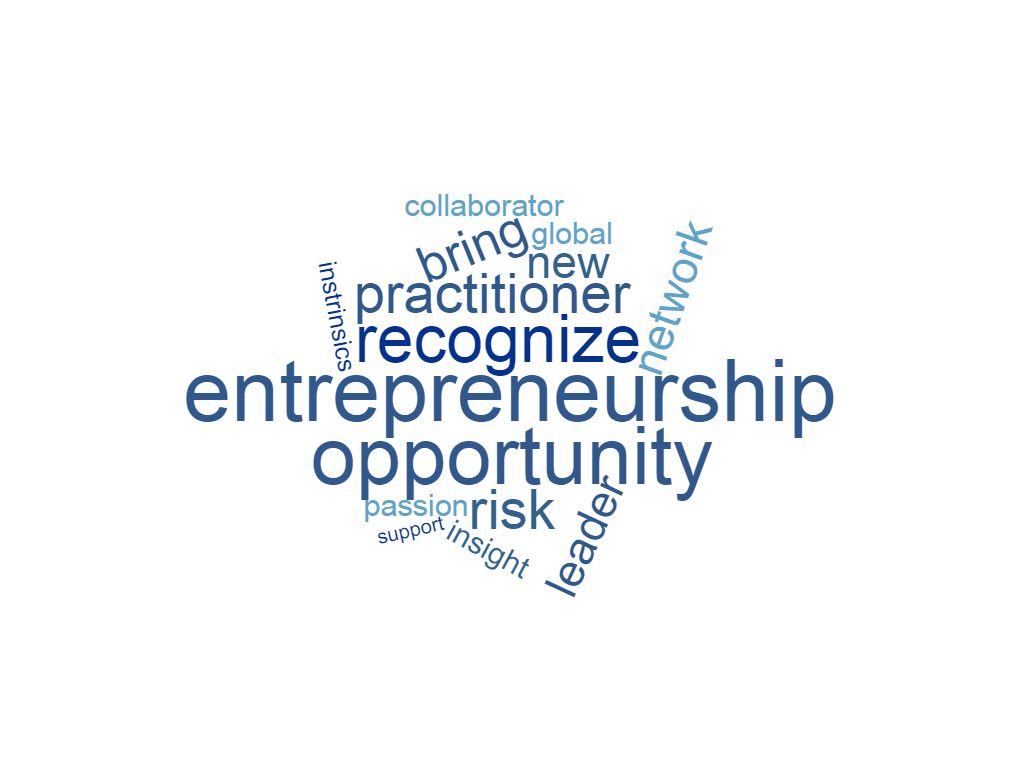 collaborator
bring
global
new
instrinsics
practitioner
network
recognize
entrepreneurship
opportunity
passion
risk
leader
support
insight